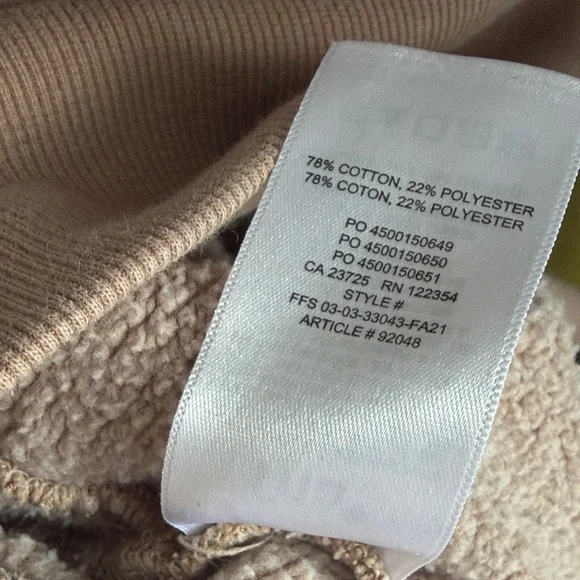 78% COTTON, 22% POLYESTER
78% COTON, 22% POLYESTER
PO 4500150649
PO 4500150650
PO 4500150651
CA 23725 RN 122354
STYLE #
FFS 03-03-33043-FA21
ARTICLE # 92048